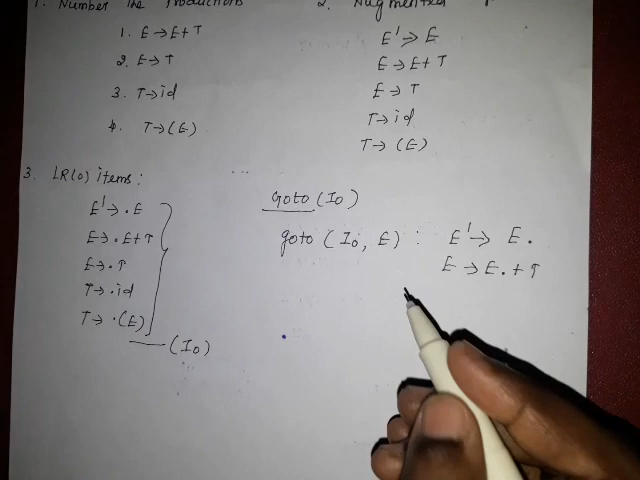 1. Number the Productions
1. E→E+T
2. E→T
3. T→id
4. T→(E)
2. Augmented
E'→E
E→E+T
E→T
T→id
T→(E)
3. LR(0) items:
E'→.E
E→.E+T
E→.T
T→.id
T→.(E)
(I₀)
Goto (I₀)
goto (I₀, E) : E'→ E.
E→E.+T